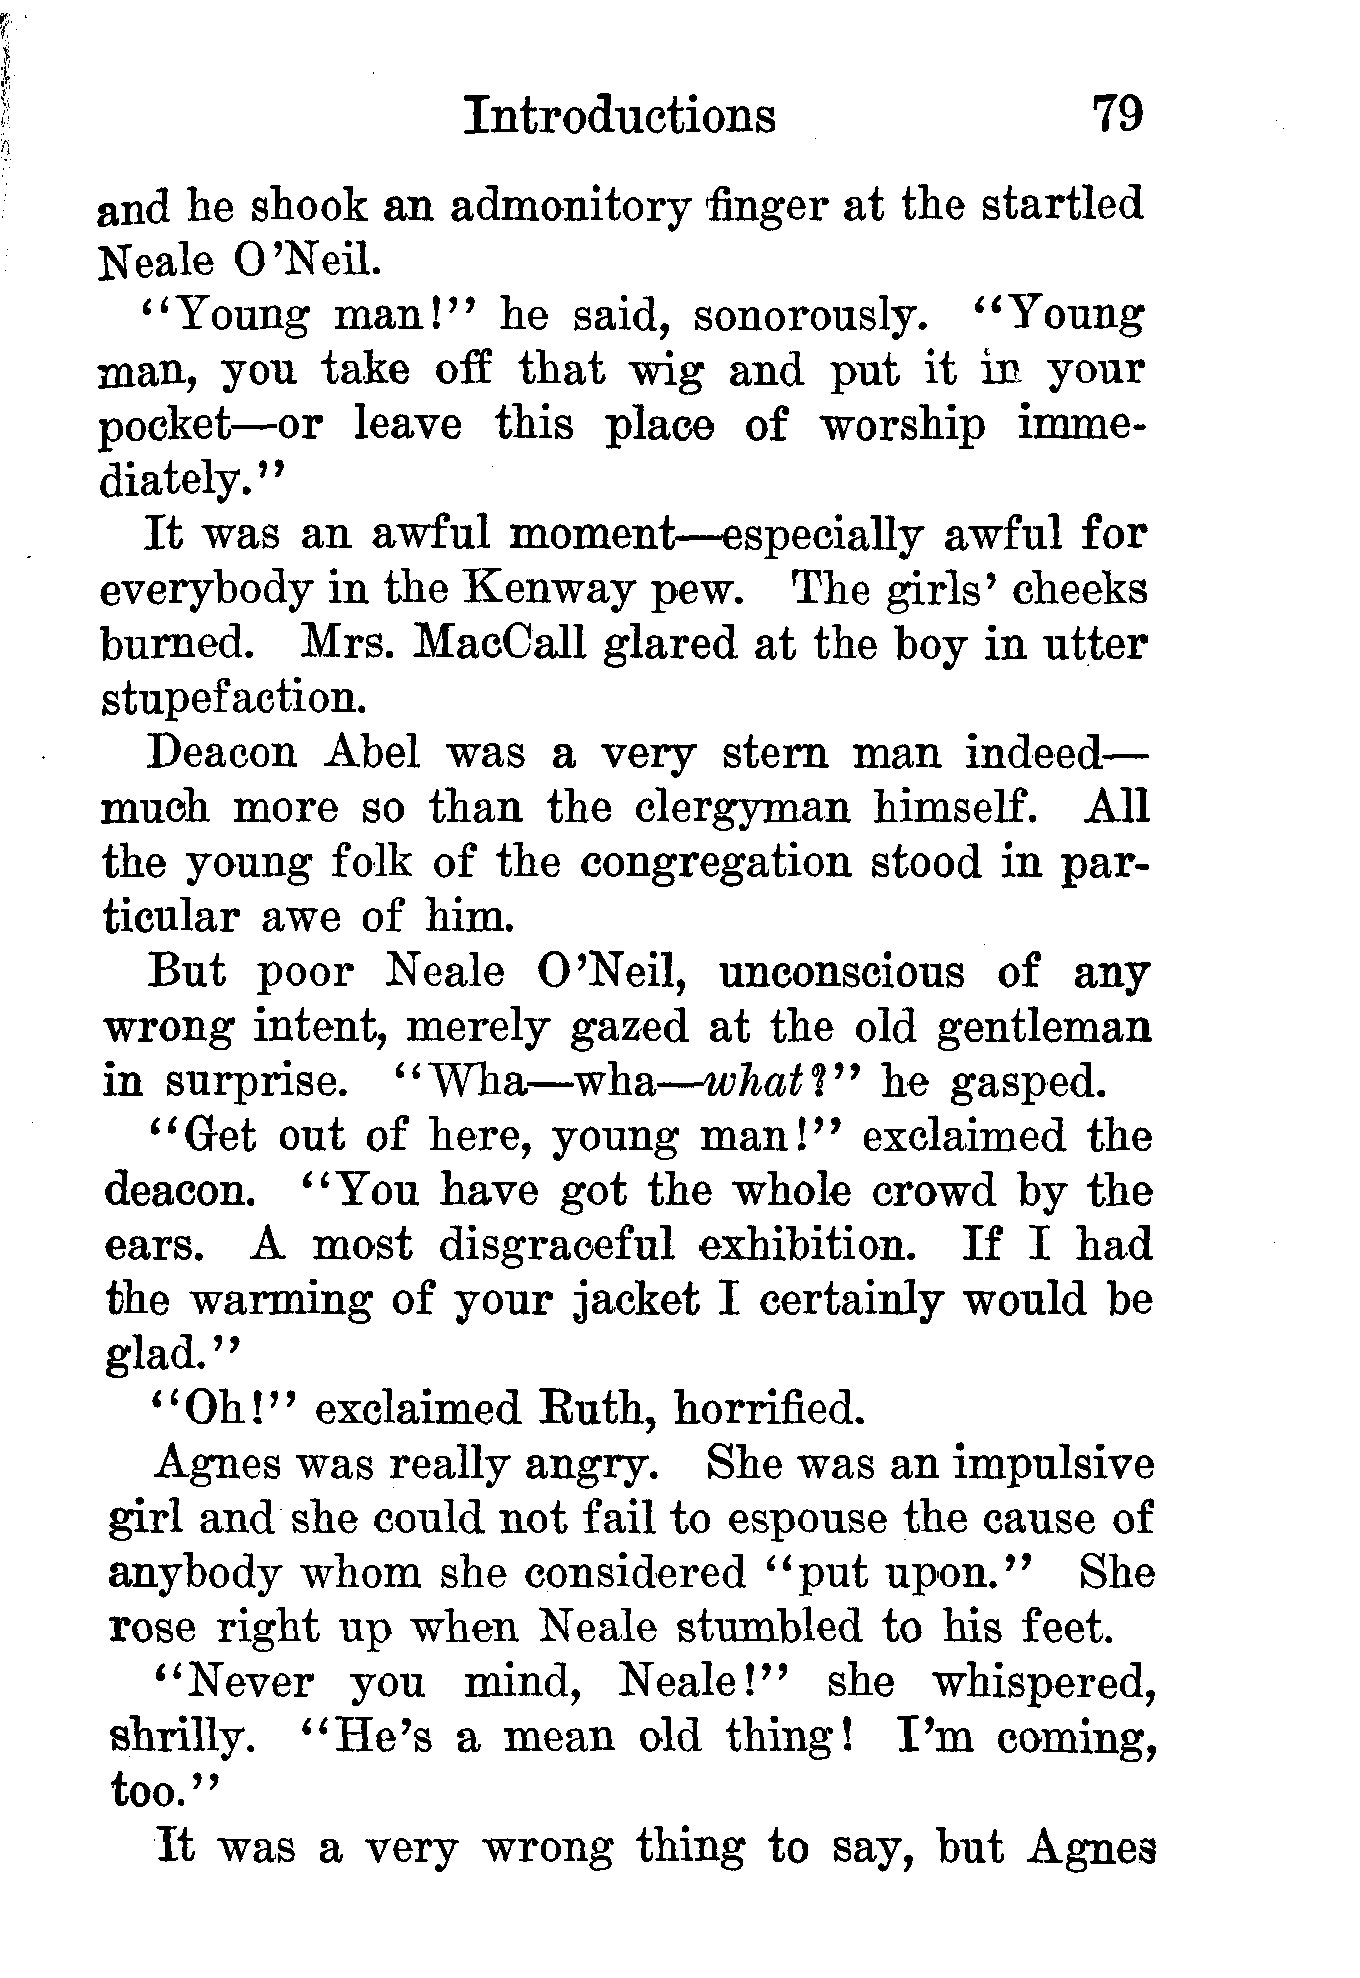 Introductions 79
and he shook an admonitory finger at the startled
Neale O'Neil.
"Young man!" he said, sonorously. "Young
man, you take off that wig and put it in your
pocket—or leave this place of worship imme-
diately."
It was an awful moment—especially awful for
everybody in the Kenway pew. The girls' cheeks
burned. Mrs. MacCall glared at the boy in utter
stupefaction.
Deacon Abel was a very stern man indeed—
much more so than the clergyman himself. All
the young folk of the congregation stood in par-
ticular awe of him.
But poor Neale O'Neil, unconscious of any
wrong intent, merely gazed at the old gentleman
in surprise. "Wha—wha—what?" he gasped.
"Get out of here, young man!" exclaimed the
deacon. "You have got the whole crowd by the
ears. A most disgraceful exhibition. If I had
the warming of your jacket I certainly would be
glad."
"Oh!" exclaimed Ruth, horrified.
Agnes was really angry. She was an impulsive
girl and she could not fail to espouse the cause of
anybody whom she considered "put upon." She
rose right up when Neale stumbled to his feet.
"Never you mind, Neale!" she whispered,
shrilly. "He's a mean old thing! I'm coming,
too."
It was a very wrong thing to say, but Agnes